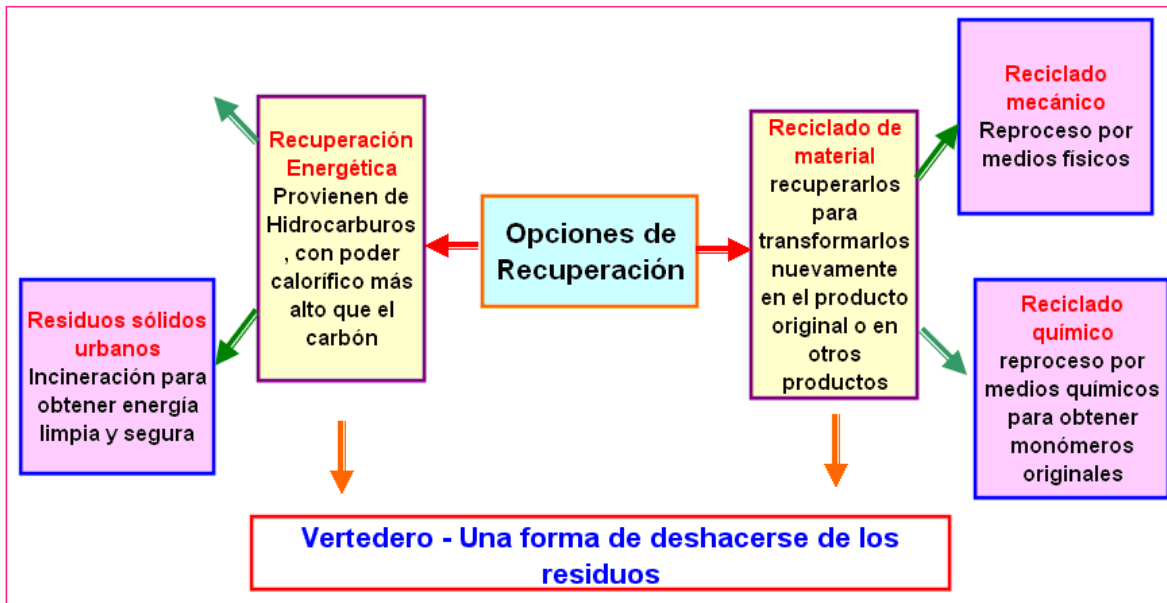 Opciones de
Recuperación
Recuperación
Energética
Provienen de
Hidrocarburos
, con poder
calorífico más
alto que el
carbón
Residuos sólidos
urbanos
Incineración para
obtener energía
limpia y segura
Reciclado de
material
recuperarlos
para
transformarlos
nuevamente
en el producto
original o en
otros
productos
Reciclado
mecánico
Reproceso por
medios físicos
Reciclado
químico
reproceso por
medios químicos
para obtener
monómeros
originales
Vertedero - Una forma de deshacerse de los
residuos